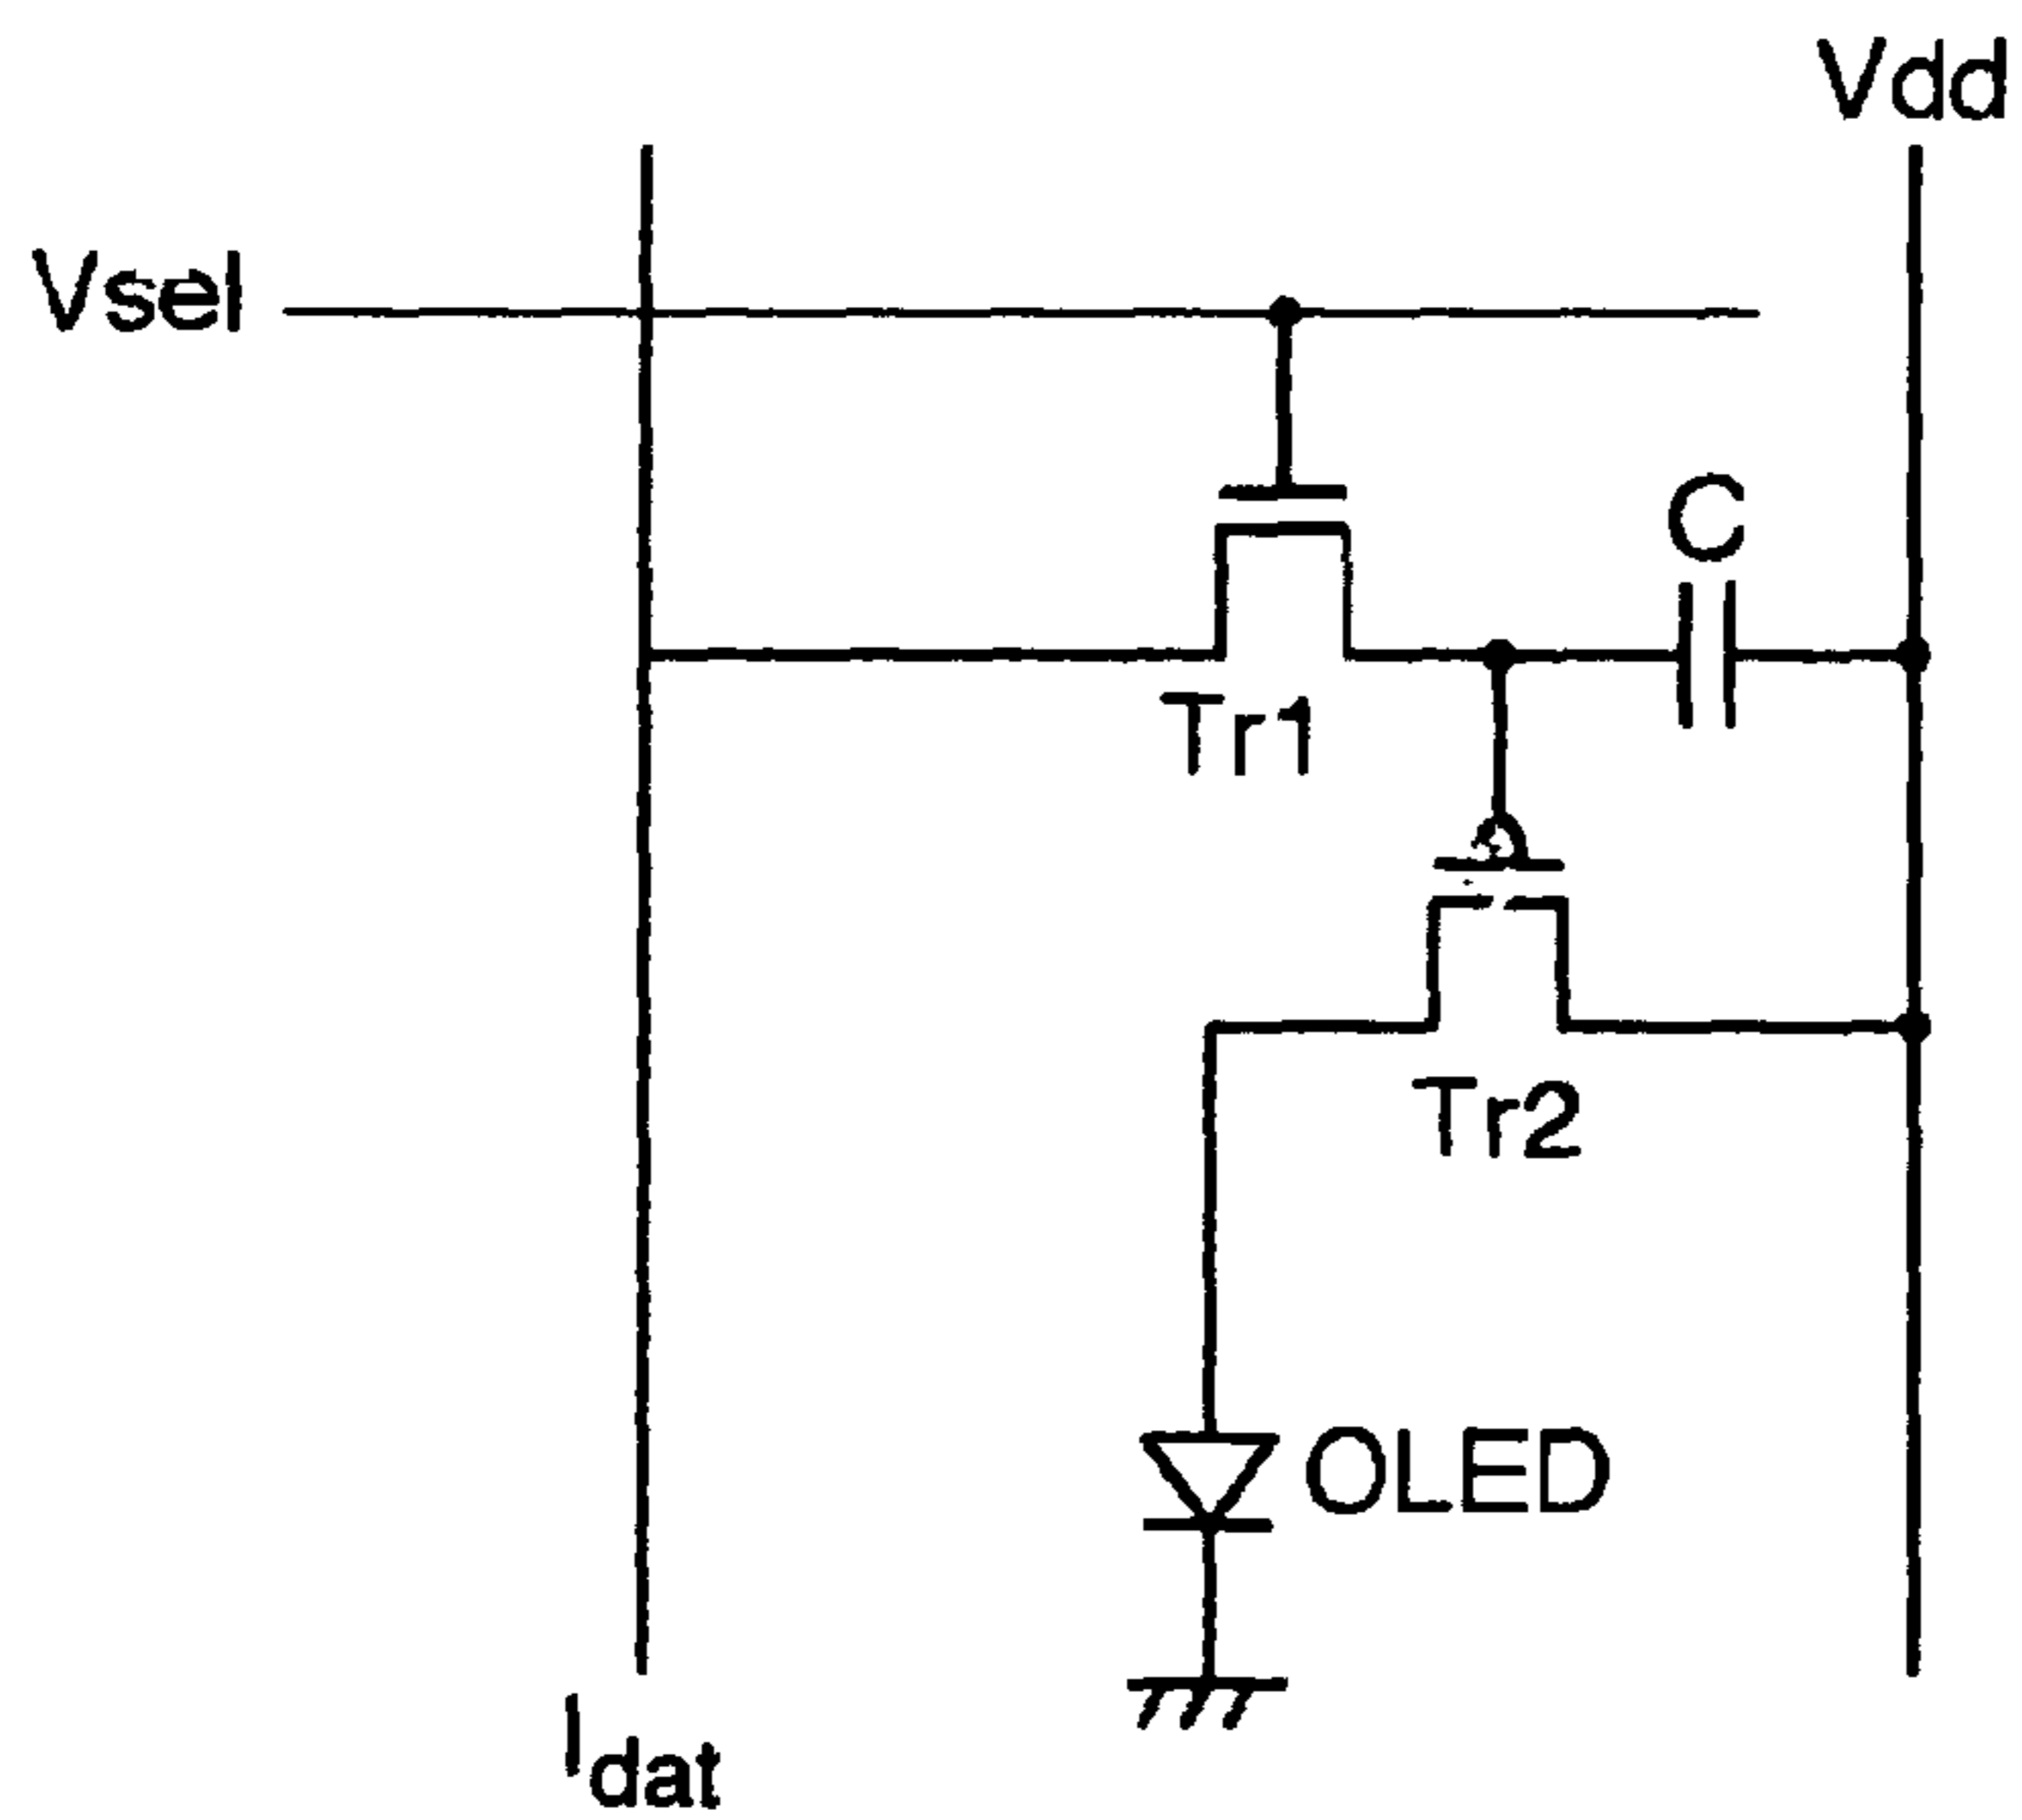 Vdd
Vsel
C
Tr1
Tr2
OLED
Idat